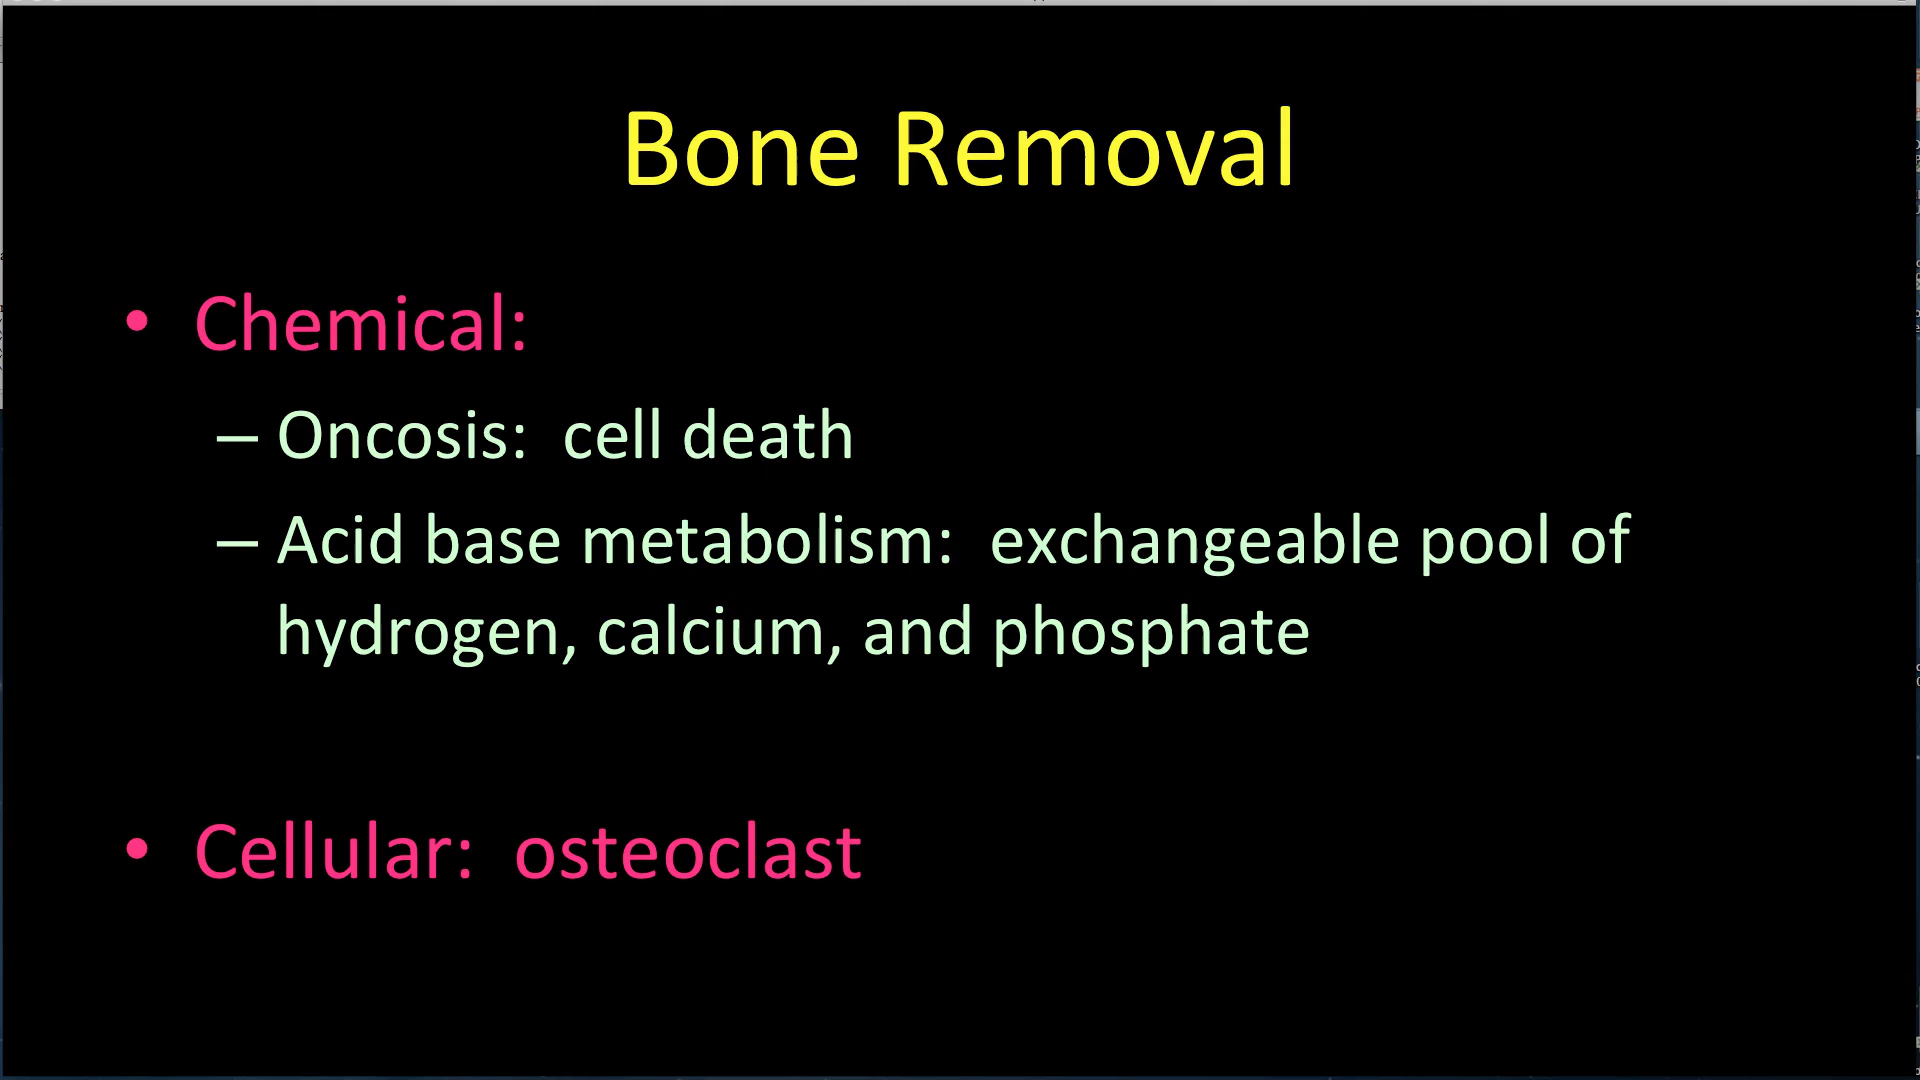 Bone Removal
• Chemical:
– Oncosis: cell death
– Acid base metabolism: exchangeable pool of
hydrogen, calcium, and phosphate
• Cellular: osteoclast